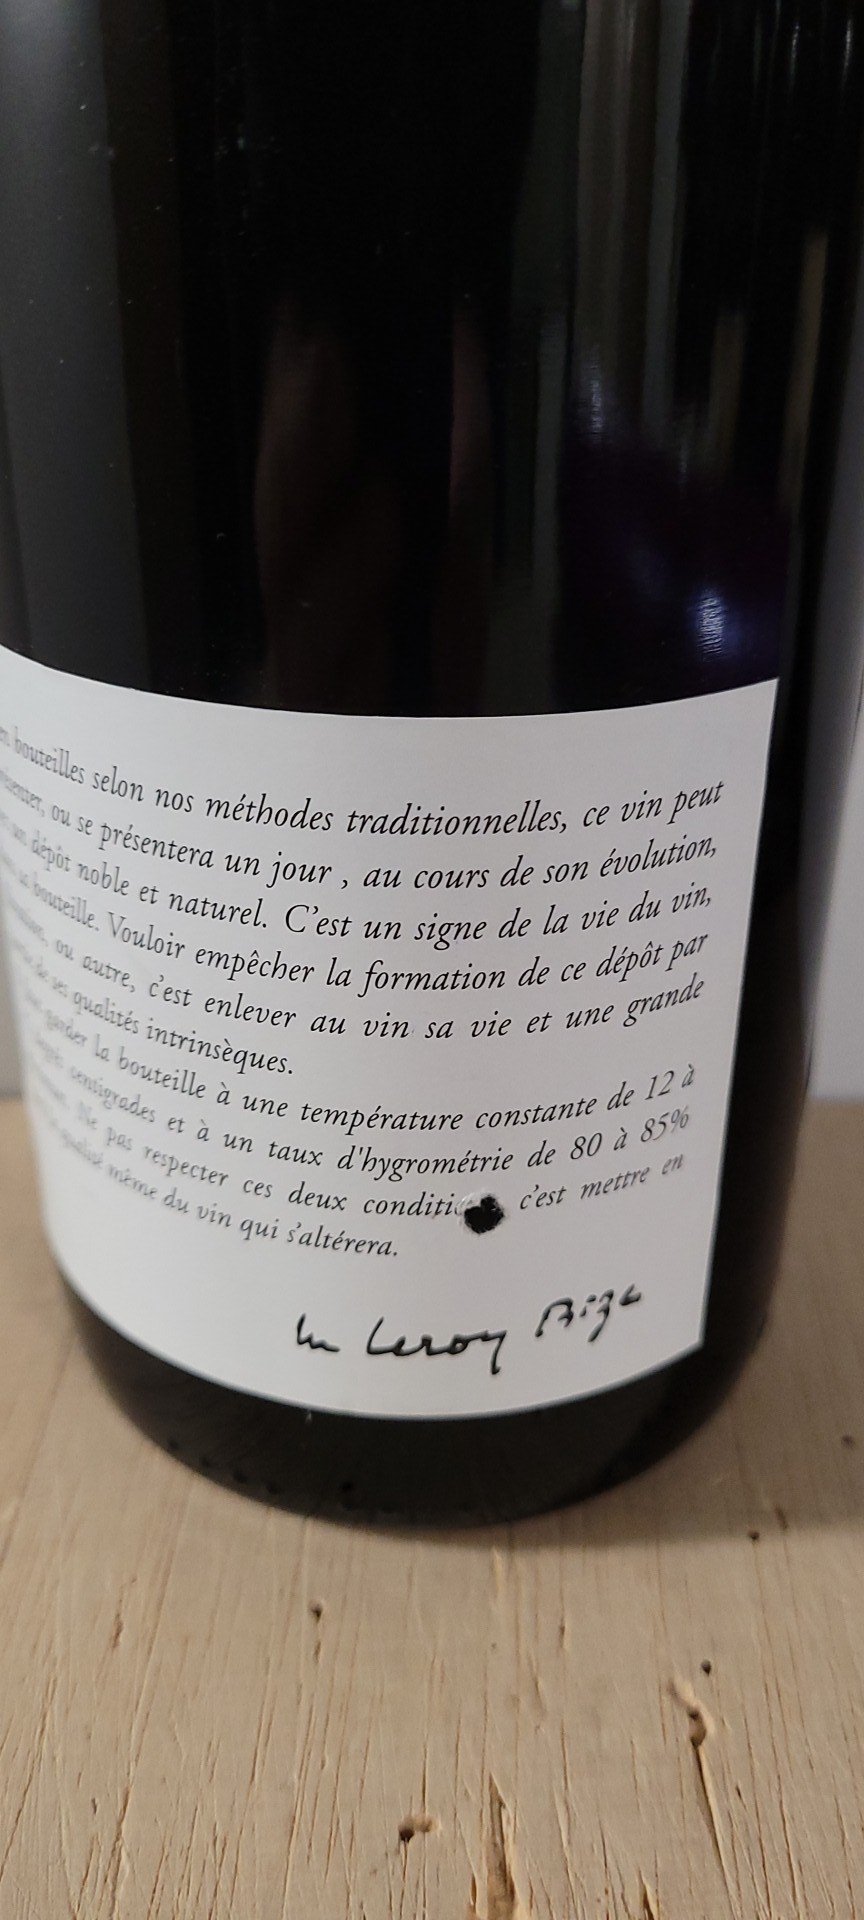 bouteilles selon nos méthodes traditionnelles, ce vin peut
ou se présentera un jour , au cours de son évolution,
un dépôt noble et naturel. C'est un signe de la vie du vin,
bouteille. Vouloir empêcher la formation de ce dépôt par
ou autre, c'est enlever au vin sa vie et une grande
de ses qualités intrinsèques.
garder la bouteille à une température constante de 12 à
centigrades et à un taux d'hygrométrie de 80 à 85%
Ne pas respecter ces deux c'est mettre en
même du vin qui s'altérera.
Leroy Bize